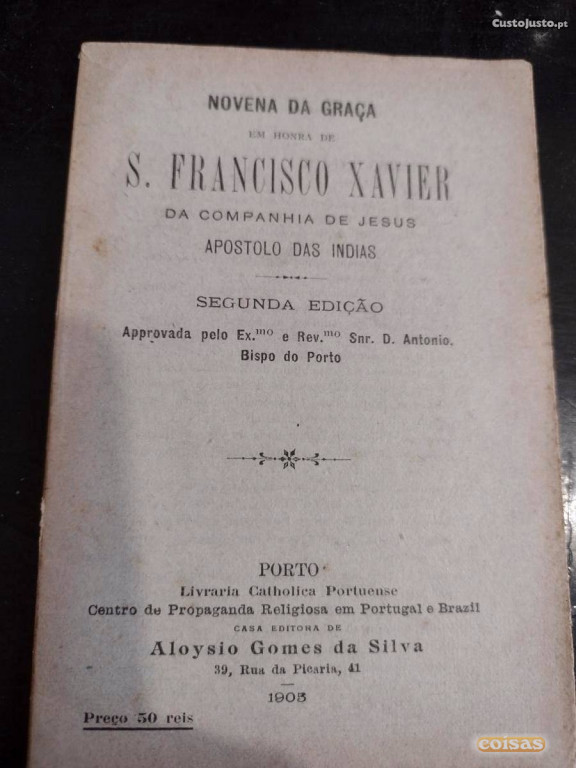 CustoJusto.pt
NOVENA DA GRAÇA
EM HONRA DE
S. FRANCISCO XAVIER
DA COMPANHIA DE JESUS
APOSTOLO DAS INDIAS
SEGUNDA EDIÇÃO
Approvada pelo Ex.mo e Rev.mo Snr. D. Antonio.
Bispo do Porto
PORTO
Livraria Catholica Portuense
Centro de Propaganda Religiosa em Portugal e Brazil
CASA EDITORA DE
Aloysio Gomes da Silva
39, Rua da Picaria, 41
1905
Preço 50 reis
coisas